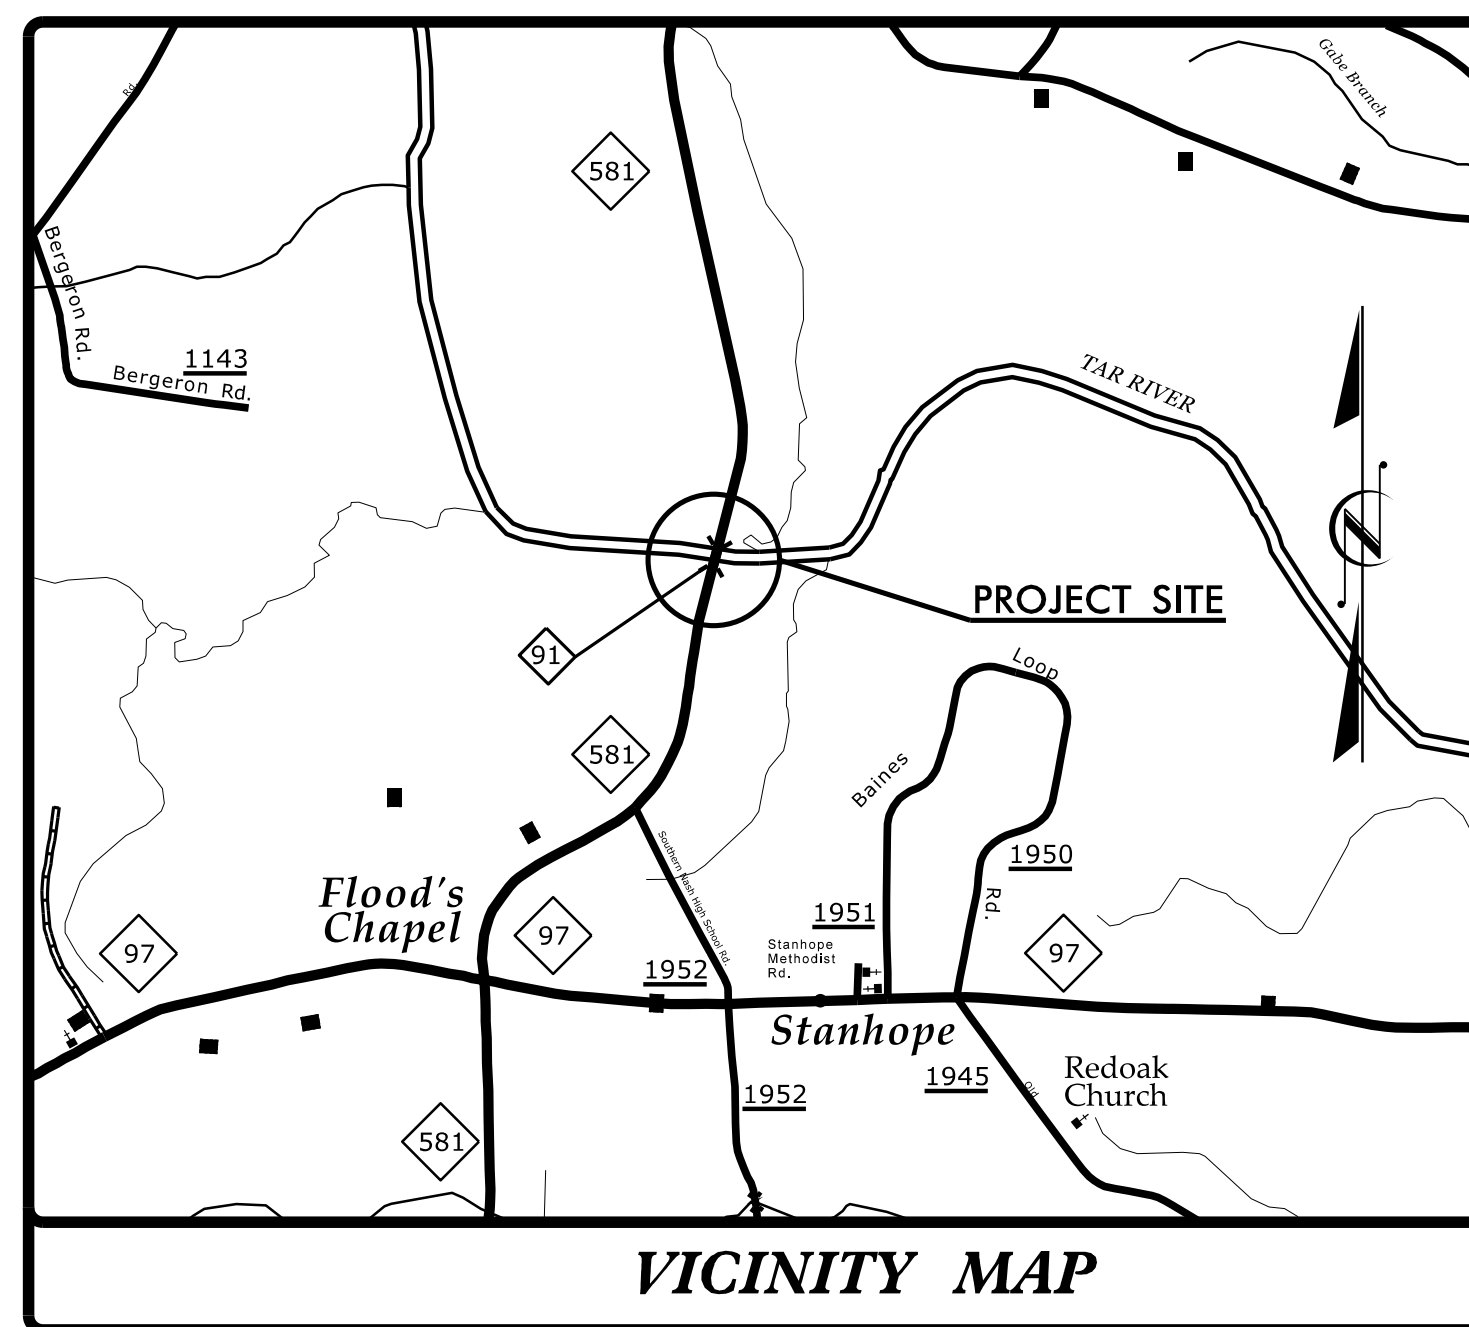 Rd.
Gabe Branch
581
Bergeron Rd.
1143
Bergeron Rd.
TAR RIVER
N
PROJECT SITE
91
Loop
581
Baines
Southern Nash High School Rd.
1950
Flood's
Chapel
Rd.
1951
97
97
97
Stanhope
Methodist
Rd.
1952
Stanhope
Redoak
Church
1945
Old
1952
581
VICINITY MAP